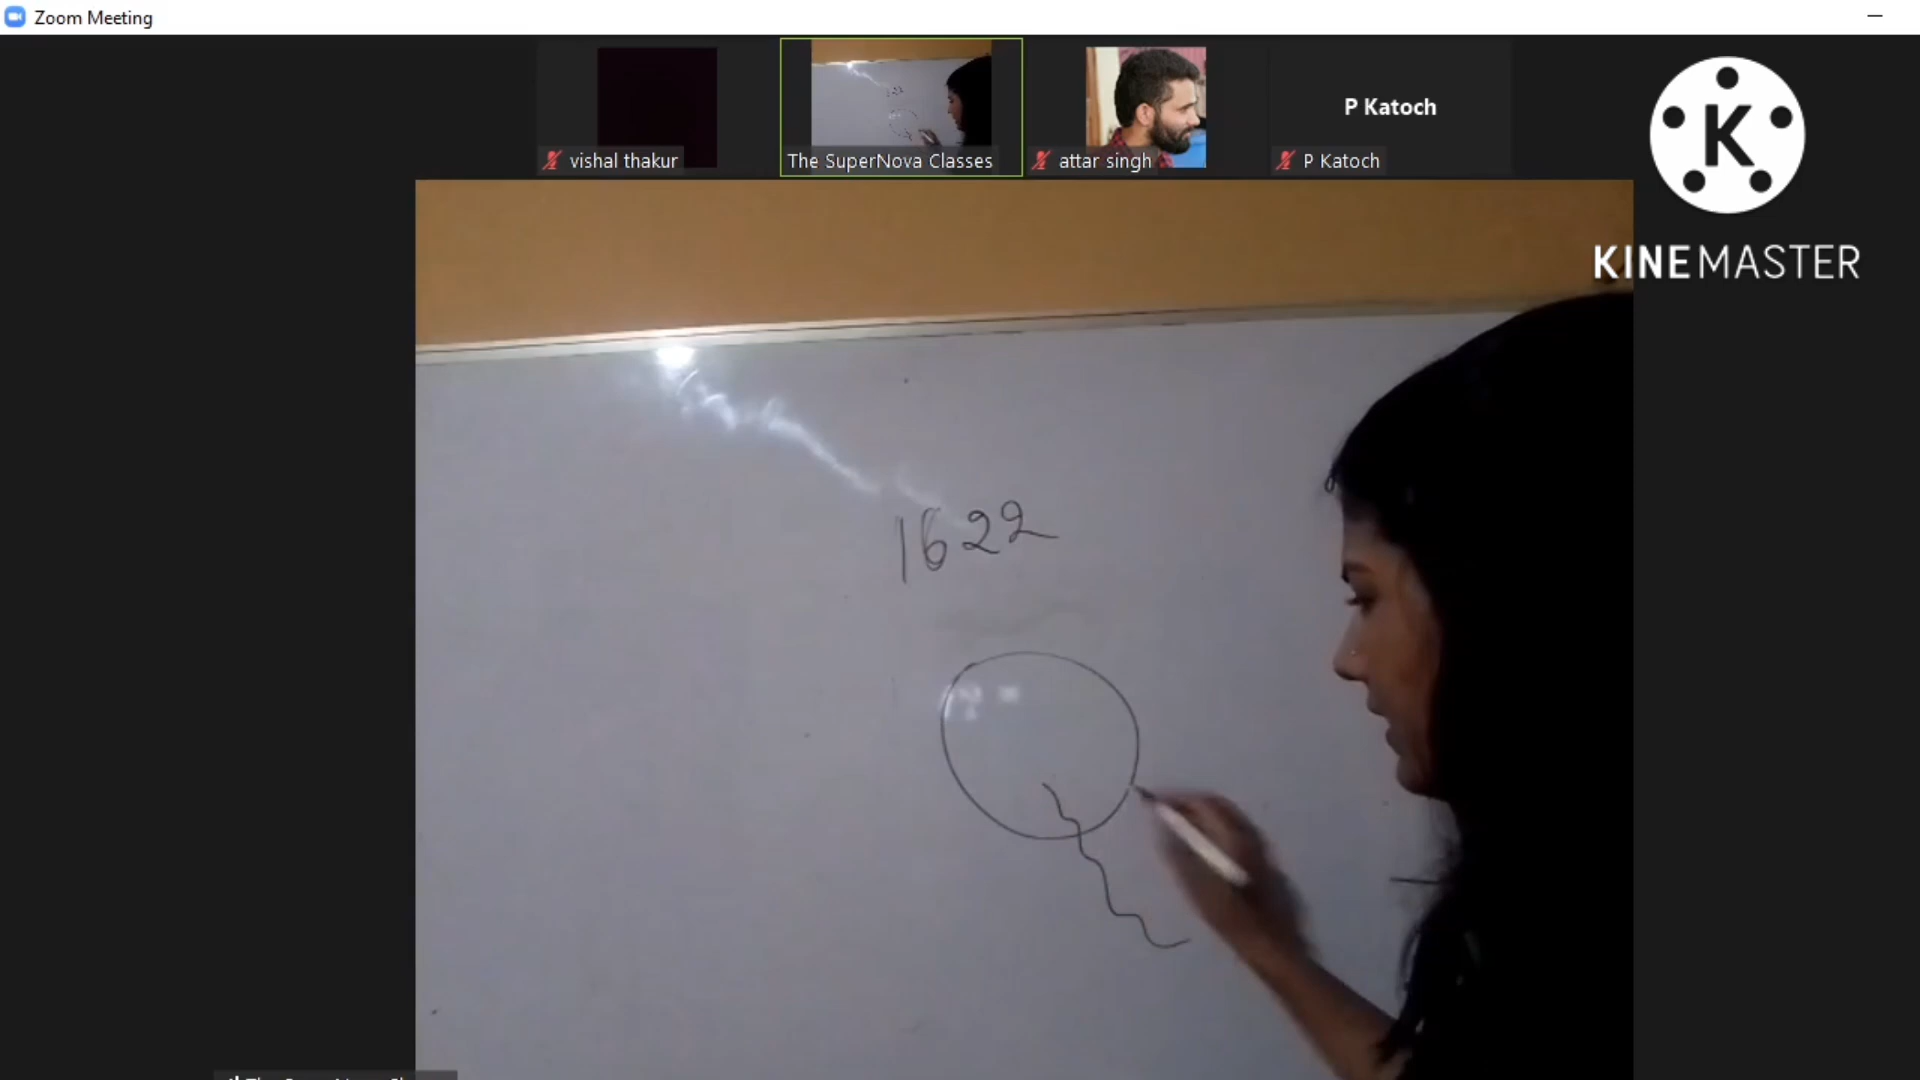 Zoom Meeting
P Katoch
vishal thakur
The SuperNova Classes
attar singh
P Katoch
K
KINEMASTER
1622